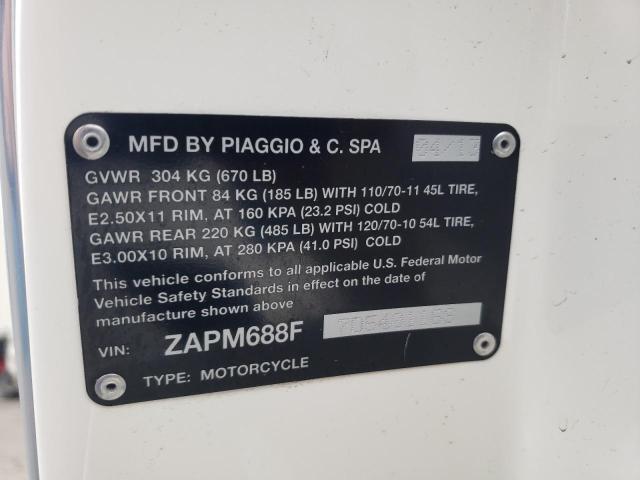 MFD BY PIAGGIO & C. SPA
GVWR 304 KG (670 LB)
GAWR FRONT 84 KG (185 LB) WITH 110/70-11 45L TIRE,
E2.50X11 RIM, AT 160 KPA (23.2 PSI) COLD
GAWR REAR 220 KG (485 LB) WITH 120/70-10 54L TIRE,
E3.00X10 RIM, AT 280 KPA (41.0 PSI) COLD
This vehicle conforms to all applicable U.S. Federal Motor
Vehicle Safety Standards in effect on the date of
manufacture shown above
VIN: ZAPM688F
TYPE: MOTORCYCLE